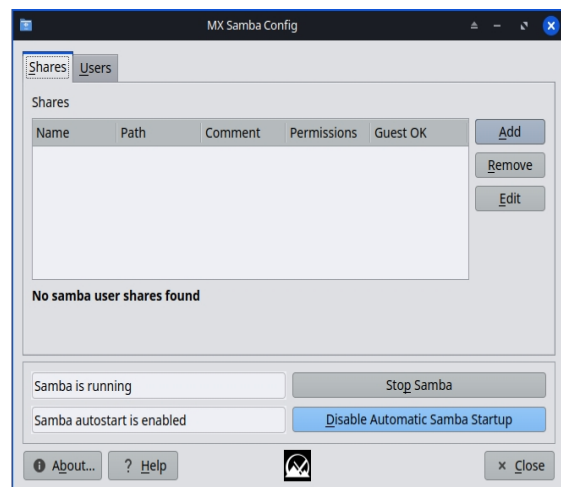 MX Samba Config
Shares Users
Shares
Name Path Comment Permissions Guest OK
Add
Remove
Edit
No samba user shares found
Samba is running Stop Samba
Samba autostart is enabled Disable Automatic Samba Startup
About... ? Help × Close